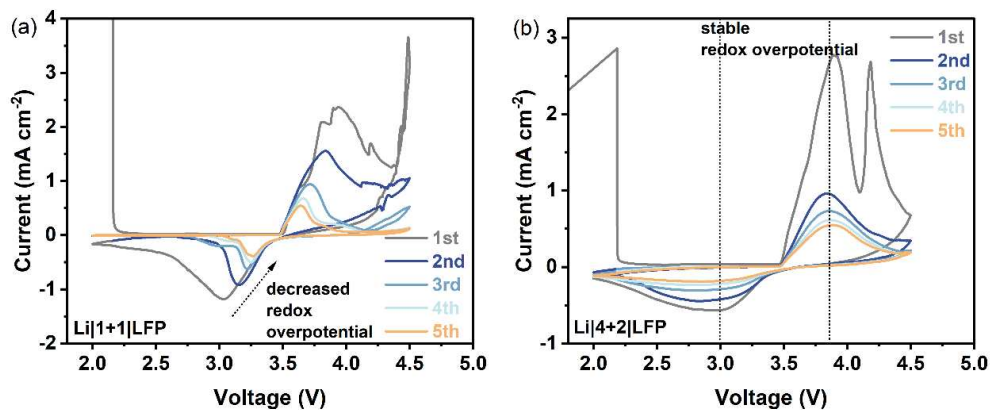 (a)
4
3
2
1
0
-1
-2
Current (mA cm-2)
1st
2nd
3rd
4th
5th
decreased
redox
overpotential
Li|1+1|LFP
2.0 2.5 3.0 3.5 4.0 4.5 5.0
Voltage (V)
(b)
3
2
1
0
-1
Current (mA cm-2)
stable
redox overpotential
1st
2nd
3rd
4th
5th
Li|4+2|LFP
2.0 2.5 3.0 3.5 4.0 4.5 5.0
Voltage (V)